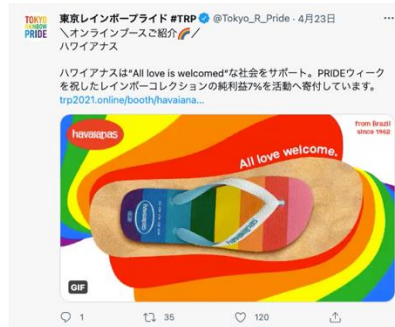 TOKYO
RAINBOW
PRIDE
東京レインボープライド #TRP @Tokyo_R_Pride · 4月23日
＼オンラインブースご紹介🌈／
ハワイアナス
ハワイアナスは“All love is welcomed”な社会をサポート。PRIDEウィーク
を祝したレインボーコレクションの純利益7%を活動へ寄付しています。
trp2021.online/booth/havaiana...
havaianas
from Brazil
since 1962
All love welcome.
havaianas
havaianas
GIF
1
35
120